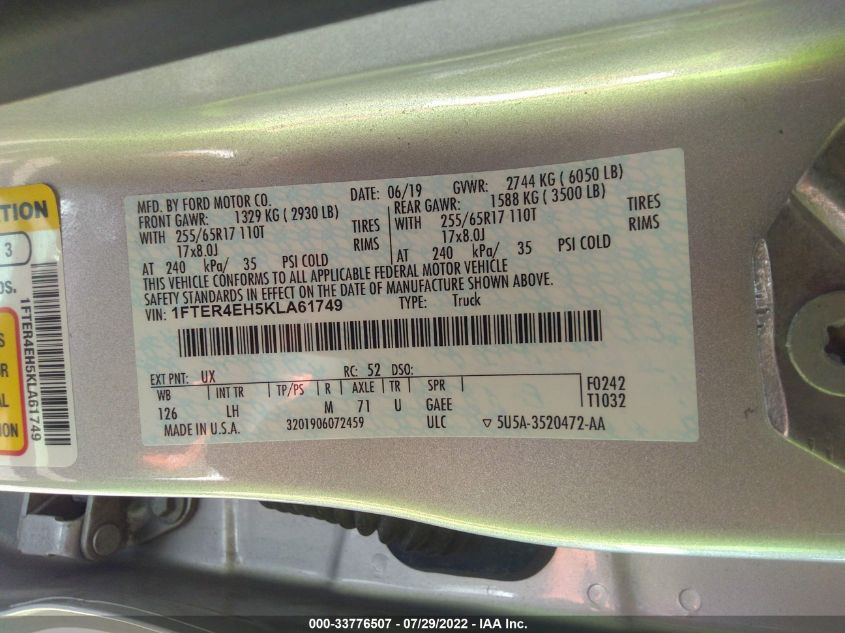 MFD. BY FORD MOTOR CO.
DATE: 06/19 GVWR: 2744 KG ( 6050 LB)
FRONT GAWR: 1329 KG ( 2930 LB) REAR GAWR: 1588 KG ( 3500 LB)
WITH 255/65R17 110T TIRES WITH 255/65R17 110T TIRES
17x8.0J RIMS 17x8.0J RIMS
AT 240 kPa/ 35 PSI COLD AT 240 kPa/ 35 PSI COLD
THIS VEHICLE CONFORMS TO ALL APPLICABLE FEDERAL MOTOR VEHICLE
SAFETY STANDARDS IN EFFECT ON THE DATE OF MANUFACTURE SHOWN ABOVE.
VIN: 1FTER4EH5KLA61749 TYPE: Truck
EXT PNT: UX RC: 52 DSO:
WB INT TR TP/PS R AXLE TR SPR F0242
126 LH M 71 U GAEE T1032
MADE IN U.S.A. 3201906072459 ULC ▽ 5U5A-3520472-AA
3
1FTER4EH5KLA61749
000-33776507 / 07/29/2022 - IAA Inc.